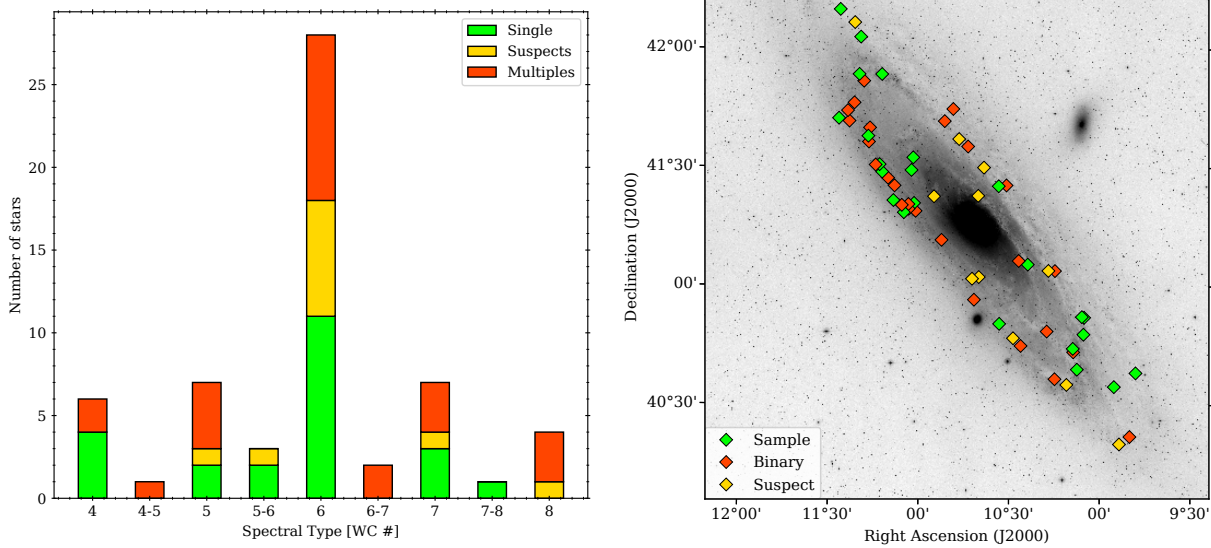 Single
Suspects
Multiples
25
20
15
10
5
0
Number of stars
4 4-5 5 5-6 6 6-7 7 7-8 8
Spectral Type [WC #]
42°00'
41°30'
00'
40°30'
Declination (J2000)
Sample
Binary
Suspect
12°00' 11°30' 00' 10°30' 00' 9°30'
Right Ascension (J2000)